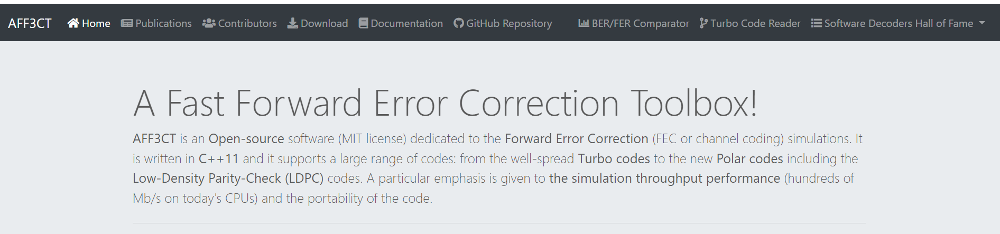 AFF3CT Home Publications Contributors Download Documentation GitHub Repository BER/FER Comparator Turbo Code Reader Software Decoders Hall of Fame
A Fast Forward Error Correction Toolbox!
AFF3CT is an Open-source software (MIT license) dedicated to the Forward Error Correction (FEC or channel coding) simulations. It
is written in C++11 and it supports a large range of codes: from the well-spread Turbo codes to the new Polar codes including the
Low-Density Parity-Check (LDPC) codes. A particular emphasis is given to the simulation throughput performance (hundreds of
Mb/s on today's CPUs) and the portability of the code.